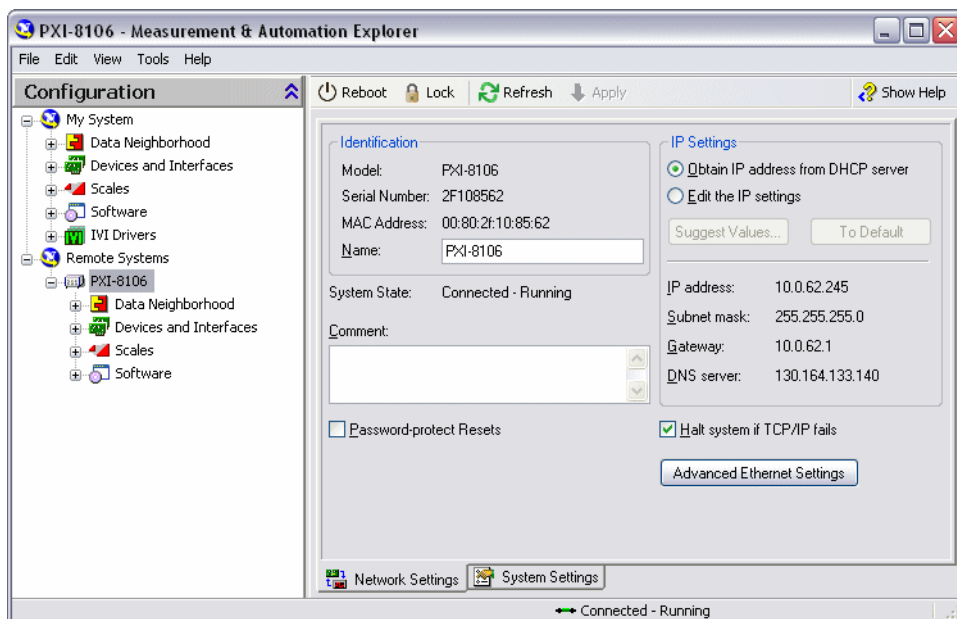 PXI-8106 - Measurement & Automation Explorer
File Edit View Tools Help
Configuration
Reboot Lock Refresh Apply Show Help
My System
Data Neighborhood
Devices and Interfaces
Scales
Software
IVI Drivers
Remote Systems
PXI-8106
Data Neighborhood
Devices and Interfaces
Scales
Software
Identification
Model: PXI-8106
Serial Number: 2F108562
MAC Address: 00:80:2f:10:85:62
Name: PXI-8106
System State: Connected - Running
Comment:
Password-protect Resets
IP Settings
Obtain IP address from DHCP server
Edit the IP settings
Suggest Values... To Default
IP address: 10.0.62.245
Subnet mask: 255.255.255.0
Gateway: 10.0.62.1
DNS server: 130.164.133.140
Halt system if TCP/IP fails
Advanced Ethernet Settings
Network Settings System Settings
Connected - Running